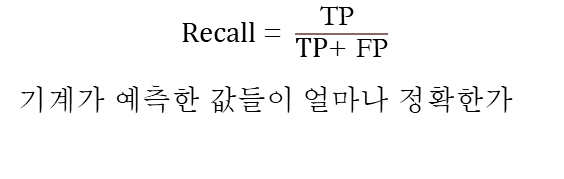 Recall = TP / TP+ FP
기계가 예측한 값들이 얼마나 정확한가